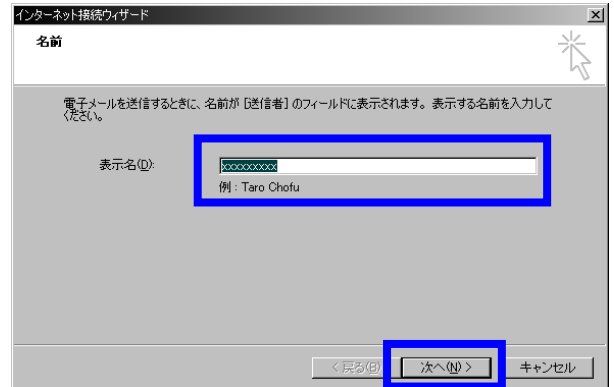 インターネット接続ウィザード
名前
電子メールを送信するときに、名前が [送信者] のフィールドに表示されます。表示する名前を入力して
ください。
表示名(D):
xxxxxxxxx
例 : Taro Chofu
< 戻る(B)
次へ(N) >
キャンセル